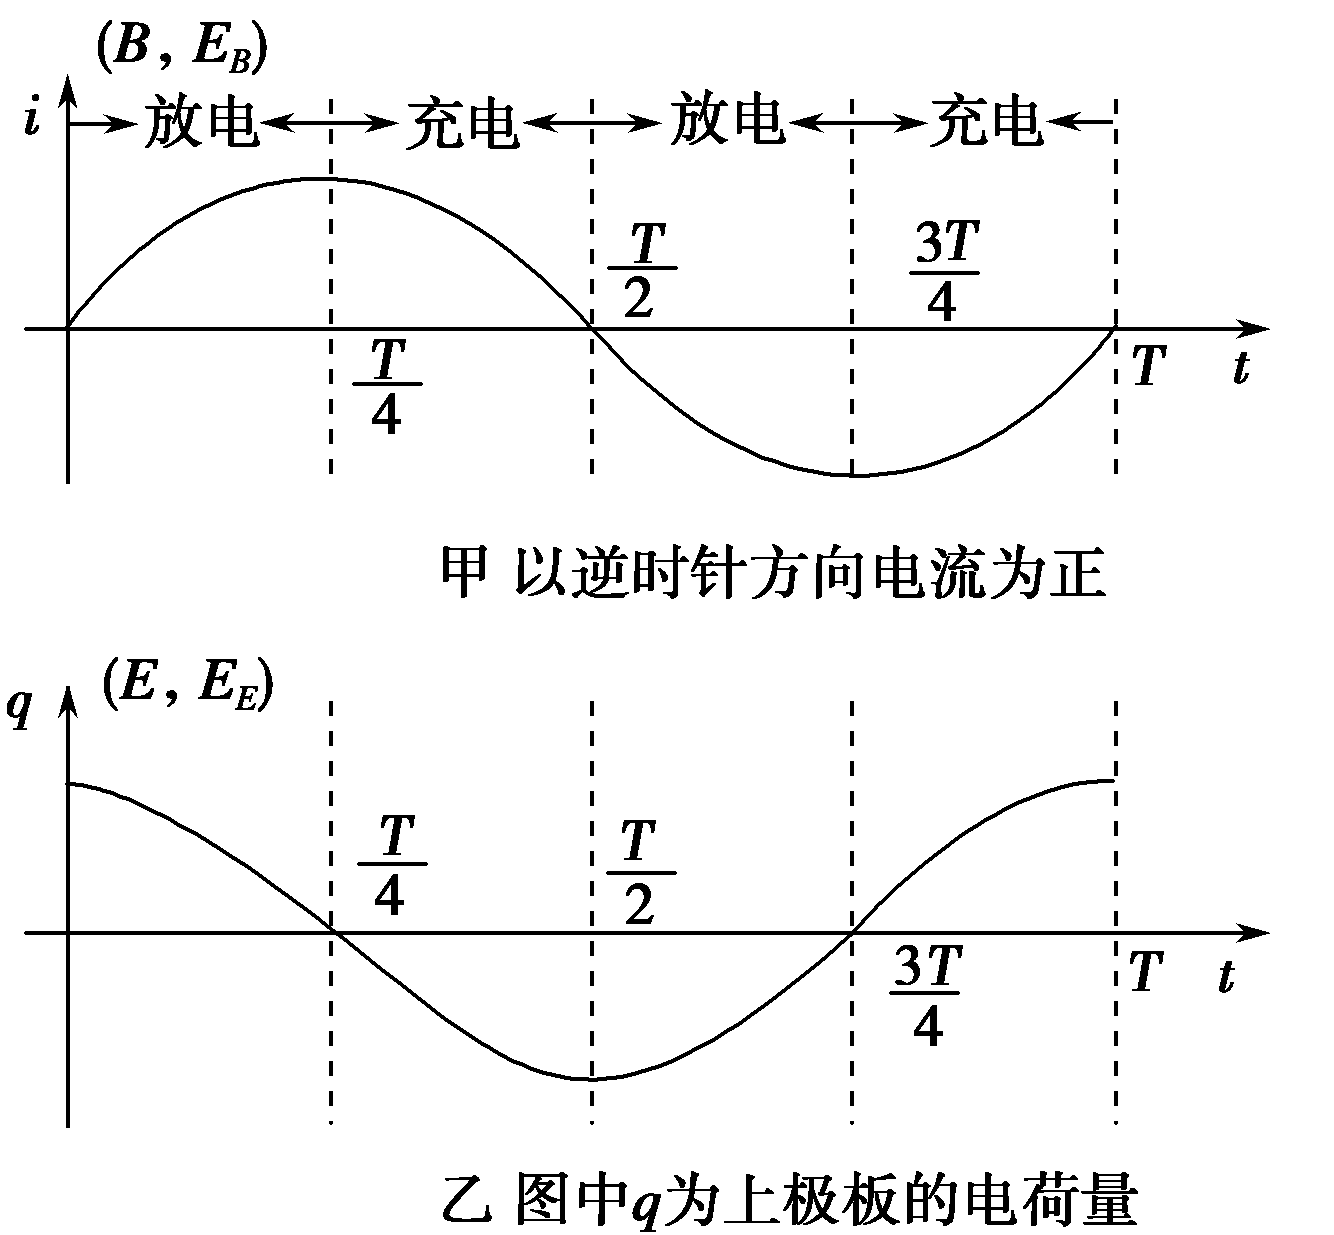 (B, E_B)
i 放电 充电 放电 充电
T/2 3T/4
T/4 T t
甲 以逆时针方向电流为正
q (E, E_E)
T/4 T/2
3T/4 T t
乙 图中q为上极板的电荷量